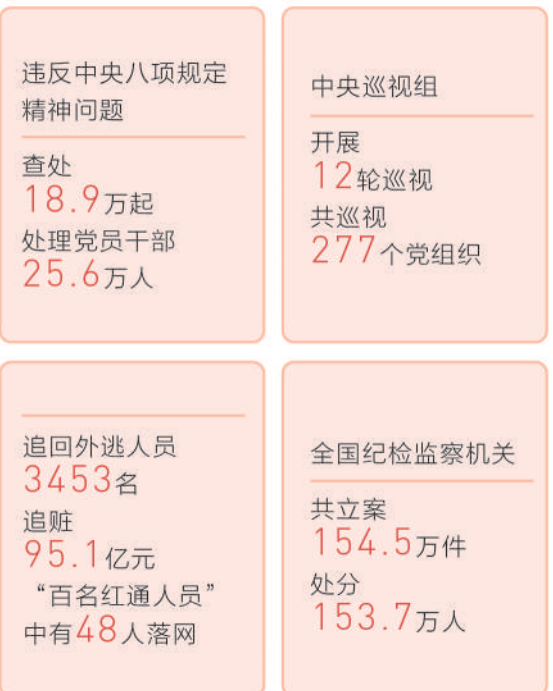 违反中央八项规定
精神问题
查处
18.9万起
处理党员干部
25.6万人
中央巡视组
开展
12轮巡视
共巡视
277个党组织
追回外逃人员
3453名
追赃
95.1亿元
“百名红通人员”
中有48人落网
全国纪检监察机关
共立案
154.5万件
处分
153.7万人